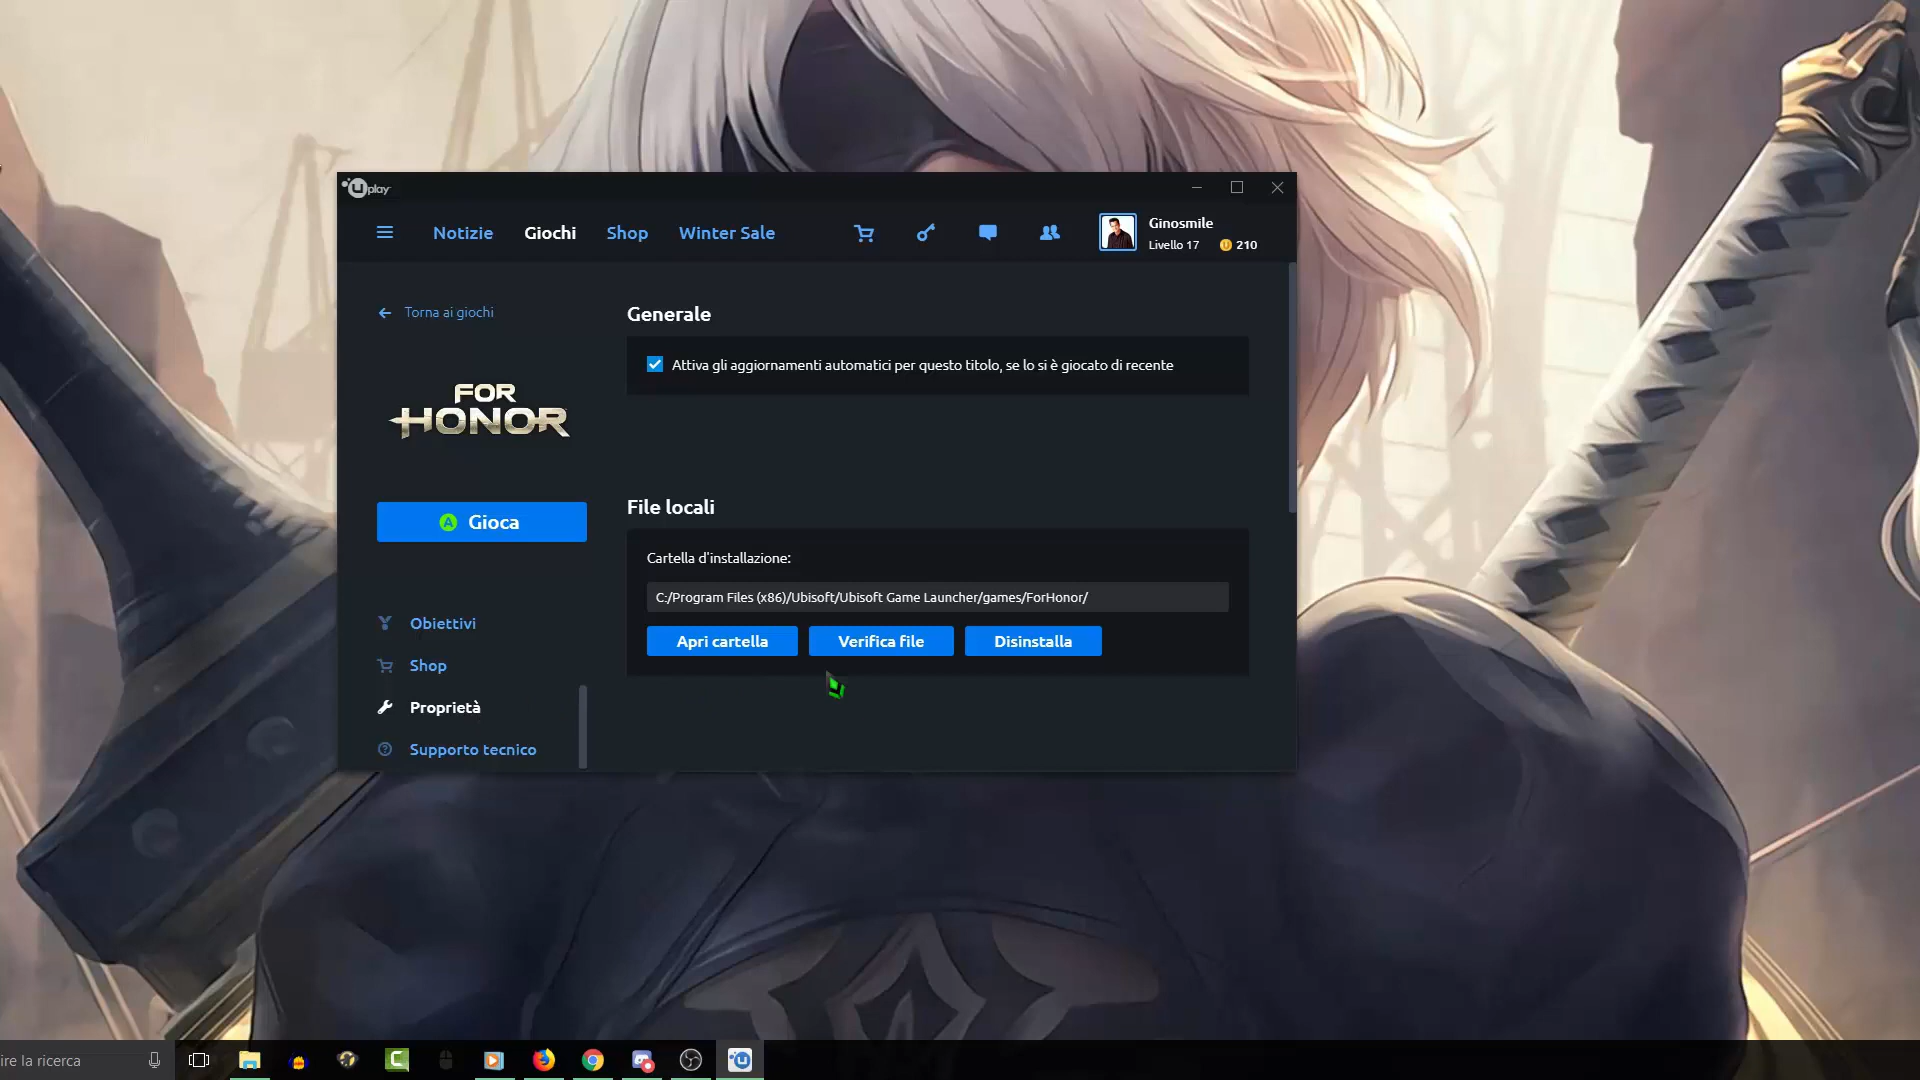 Uplay
Notizie Giochi Shop Winter Sale
Ginosmile
Livello 17 210
Torna ai giochi
FOR
HONOR
A Gioca
Obiettivi
Shop
Proprietà
Supporto tecnico
Generale
Attiva gli aggiornamenti automatici per questo titolo, se lo si è giocato di recente
File locali
Cartella d'installazione:
C:/Program Files (x86)/Ubisoft/Ubisoft Game Launcher/games/ForHonor/
Apri cartella Verifica file Disinstalla
ire la ricerca